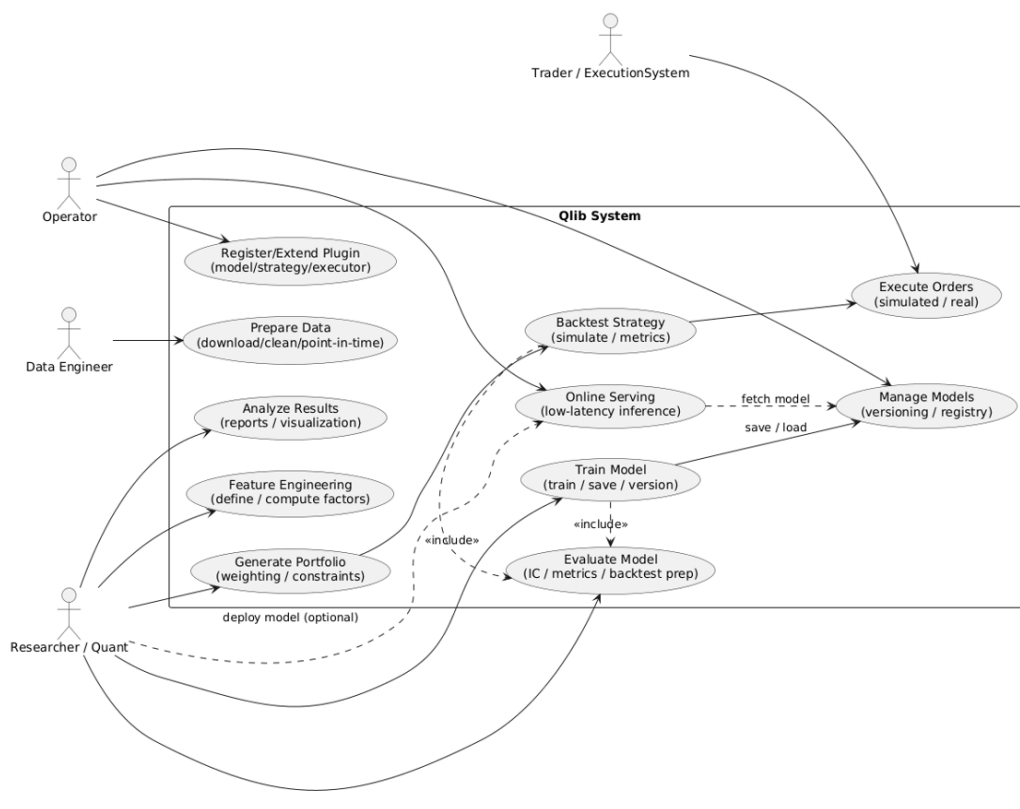 Trader / ExecutionSystem
Operator
Qlib System
Register/Extend Plugin
(model/strategy/executor)
Execute Orders
(simulated / real)
Data Engineer
Prepare Data
(download/clean/point-in-time)
Backtest Strategy
(simulate / metrics)
Analyze Results
(reports / visualization)
Online Serving
(low-latency inference)
fetch model
Manage Models
(versioning / registry)
save / load
Feature Engineering
(define / compute factors)
Train Model
(train / save / version)
«include»
«include»
Generate Portfolio
(weighting / constraints)
Evaluate Model
(IC / metrics / backtest prep)
deploy model (optional)
Researcher / Quant